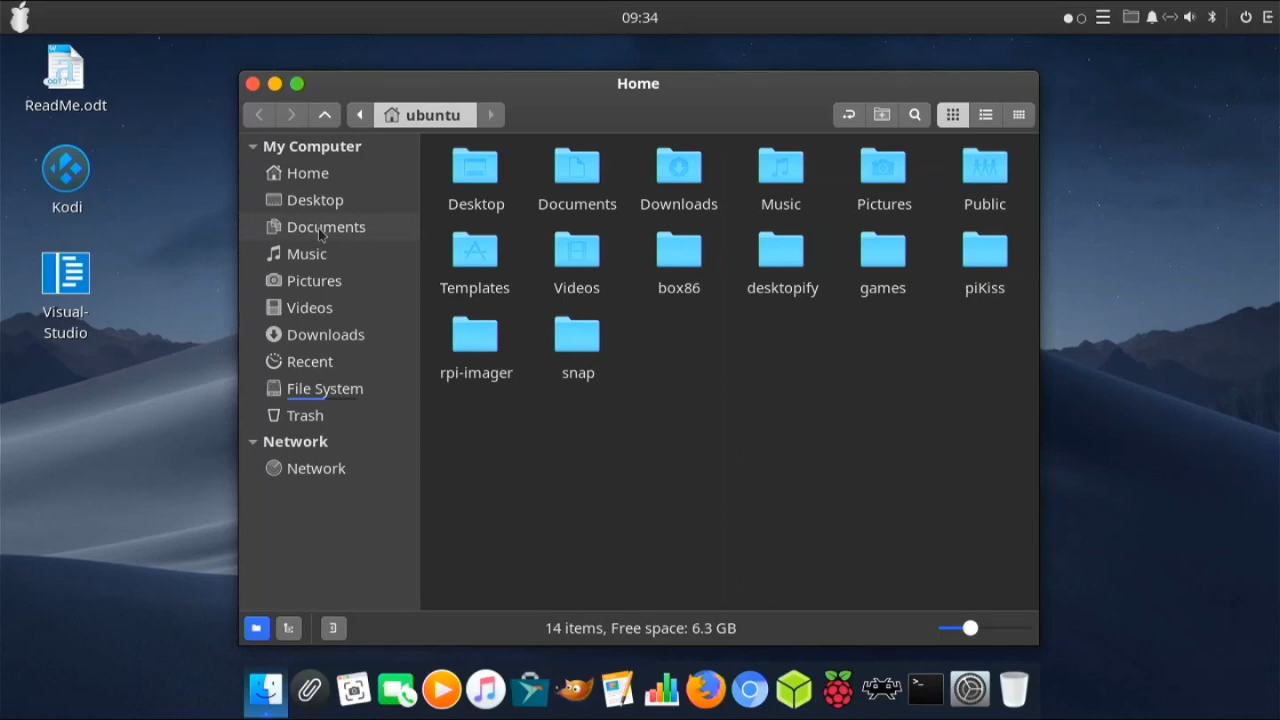 09:34
ReadMe.odt
Kodi
Visual-
Studio
Home
ubuntu
My Computer
Home
Desktop
Documents
Music
Pictures
Videos
Downloads
Recent
File System
Trash
Network
Network
Desktop
Documents
Downloads
Music
Pictures
Public
Templates
Videos
box86
desktopify
games
piKiss
rpi-imager
snap
14 items, Free space: 6.3 GB